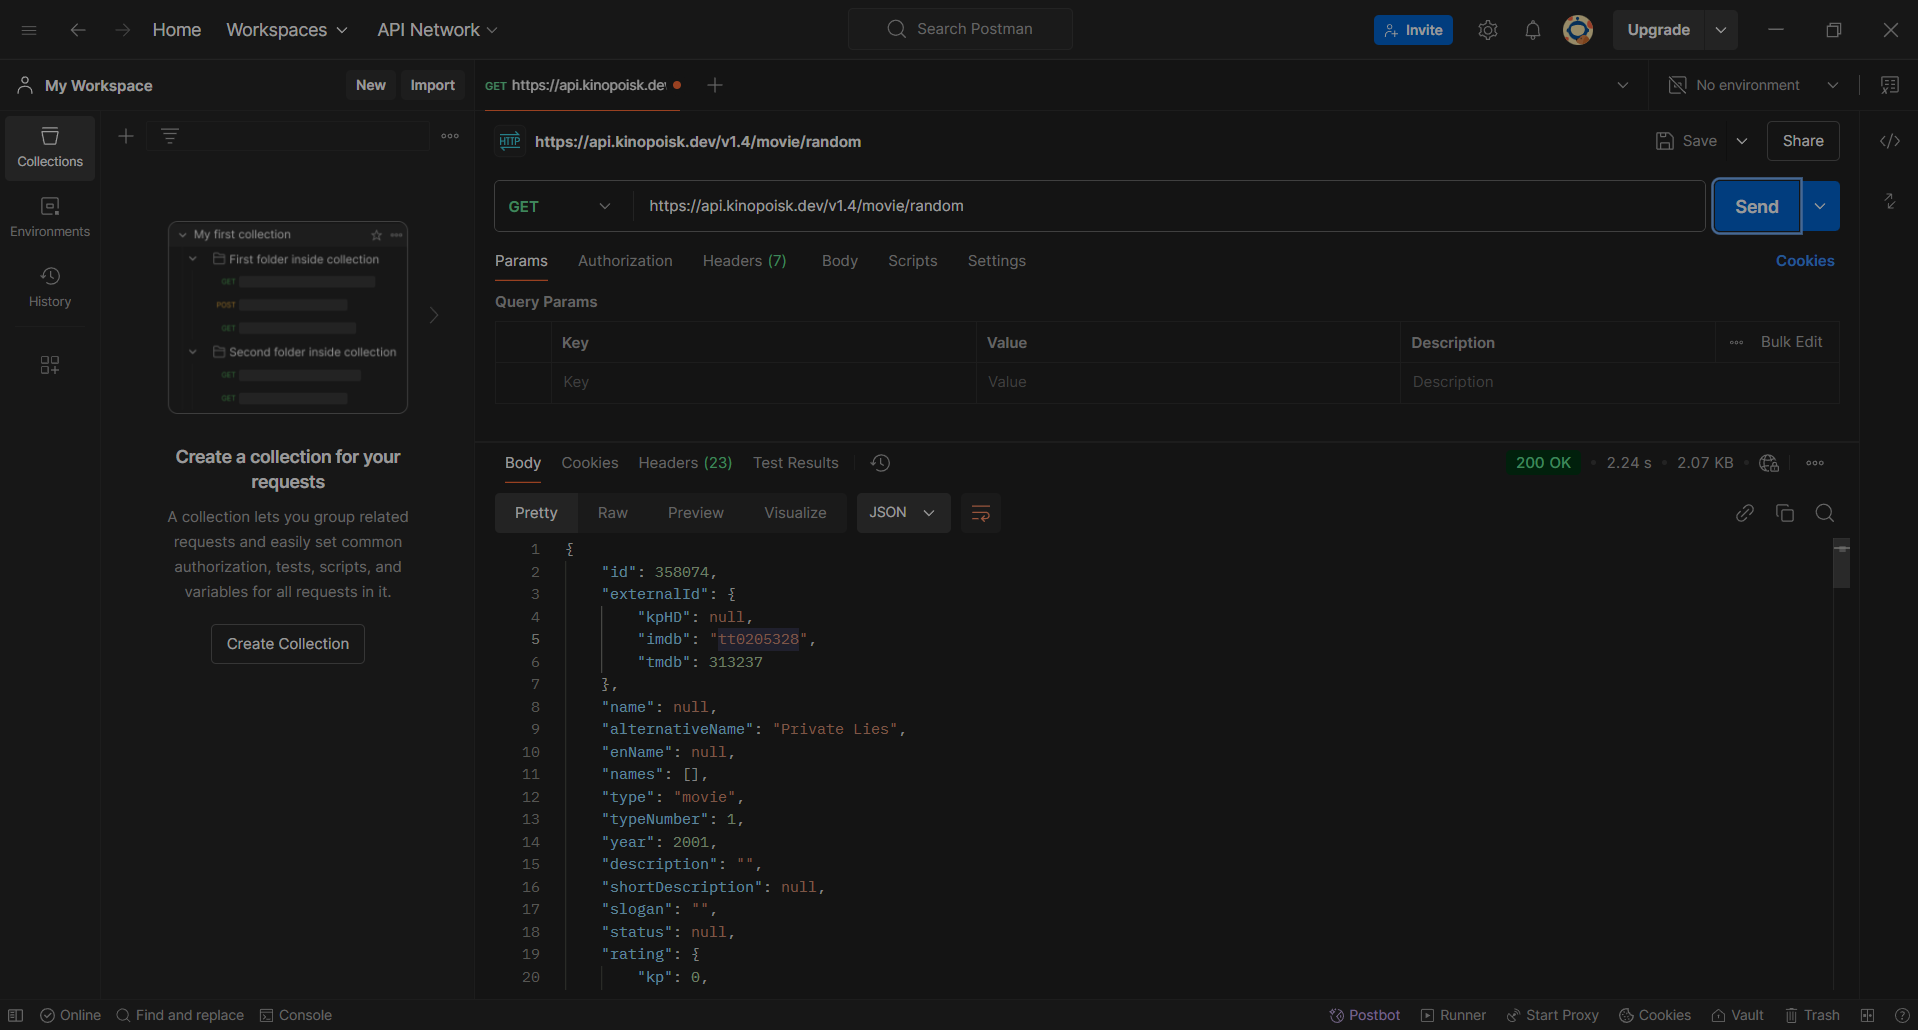 Home Workspaces API Network Search Postman Invite Upgrade
My Workspace New Import GET https://api.kinopoisk.de No environment
Collections
Environments
History
My first collection
First folder inside collection
GET
POST
GET
Second folder inside collection
GET
GET
Create a collection for your
requests
A collection lets you group related
requests and easily set common
authorization, tests, scripts, and
variables for all requests in it.
Create Collection
HTTP https://api.kinopoisk.dev/v1.4/movie/random Save Share
GET https://api.kinopoisk.dev/v1.4/movie/random Send
Params Authorization Headers (7) Body Scripts Settings Cookies
Query Params
Key Value Description Bulk Edit
Key Value Description
Body Cookies Headers (23) Test Results 200 OK 2.24 s 2.07 KB
Pretty Raw Preview Visualize JSON
1 {
2 "id": 358074,
3 "externalId": {
4 "kpHD": null,
5 "imdb": "tt0205328",
6 "tmdb": 313237
7 },
8 "name": null,
9 "alternativeName": "Private Lies",
10 "enName": null,
11 "names": [],
12 "type": "movie",
13 "typeNumber": 1,
14 "year": 2001,
15 "description": "",
16 "shortDescription": null,
17 "slogan": "",
18 "status": null,
19 "rating": {
20 "kp": 0,
Online Find and replace Console Postbot Runner Start Proxy Cookies Vault Trash